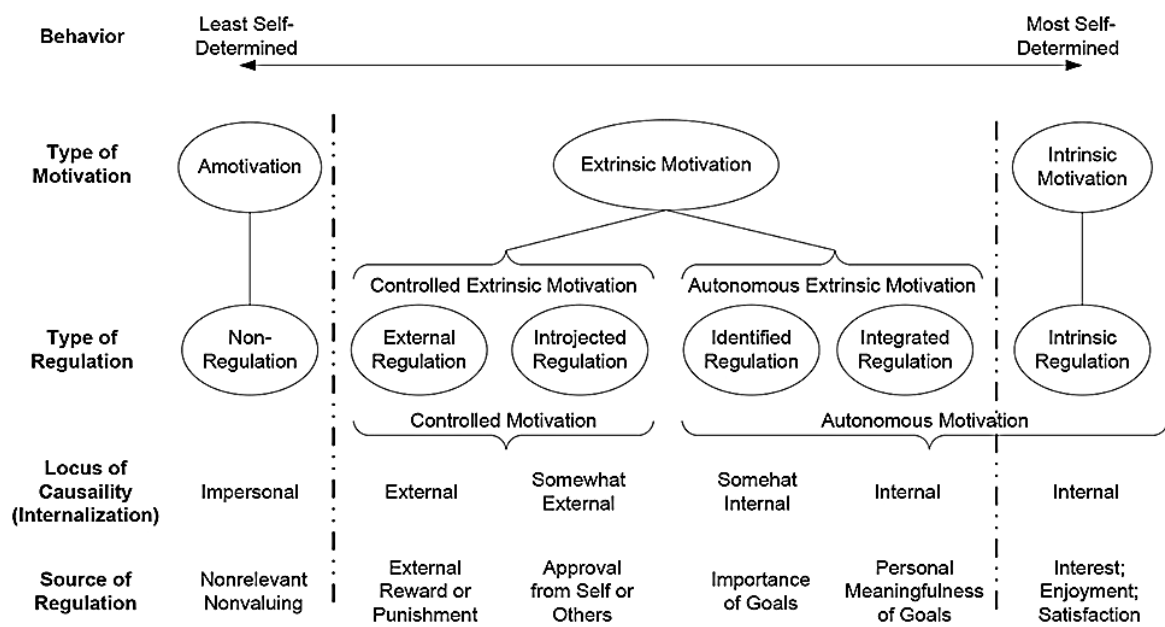 Behavior
Least Self-
Determined
Most Self-
Determined
Type of
Motivation
Amotivation
Extrinsic Motivation
Intrinsic
Motivation
Controlled Extrinsic Motivation
Autonomous Extrinsic Motivation
Type of
Regulation
Non-
Regulation
External
Regulation
Introjected
Regulation
Identified
Regulation
Integrated
Regulation
Intrinsic
Regulation
Controlled Motivation
Autonomous Motivation
Locus of
Causaility
(Internalization)
Impersonal
External
Somewhat
External
Somehat
Internal
Internal
Internal
Source of
Regulation
Nonrelevant
Nonvaluing
External
Reward or
Punishment
Approval
from Self or
Others
Importance
of Goals
Personal
Meaningfulness
of Goals
Interest;
Enjoyment;
Satisfaction